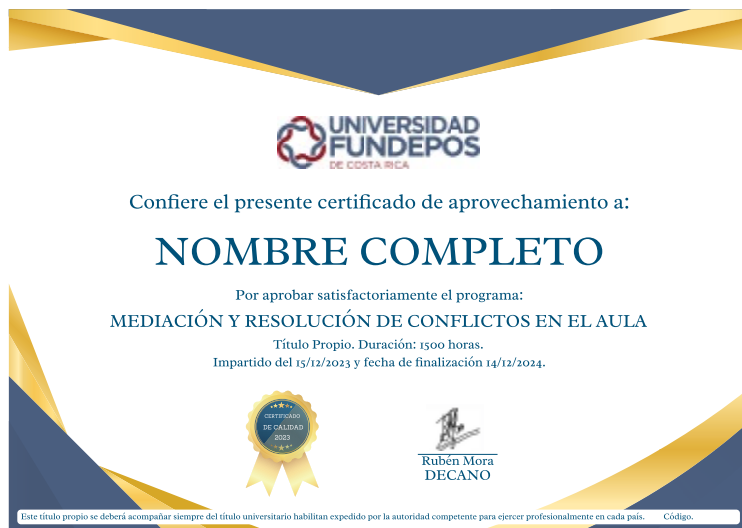 UNIVERSIDAD
FUNDEPOS
DE COSTA RICA
Confiere el presente certificado de aprovechamiento a:
NOMBRE COMPLETO
Por aprobar satisfactoriamente el programa:
MEDIACIÓN Y RESOLUCIÓN DE CONFLICTOS EN EL AULA
Título Propio. Duración: 1500 horas.
Impartido del 15/12/2023 y fecha de finalización 14/12/2024.
CERTIFICADO
DE CALIDAD
2023
Rubén Mora
DECANO
Este título propio se deberá acompañar siempre del título universitario habilitan expedido por la autoridad competente para ejercer profesionalmente en cada país. Código.